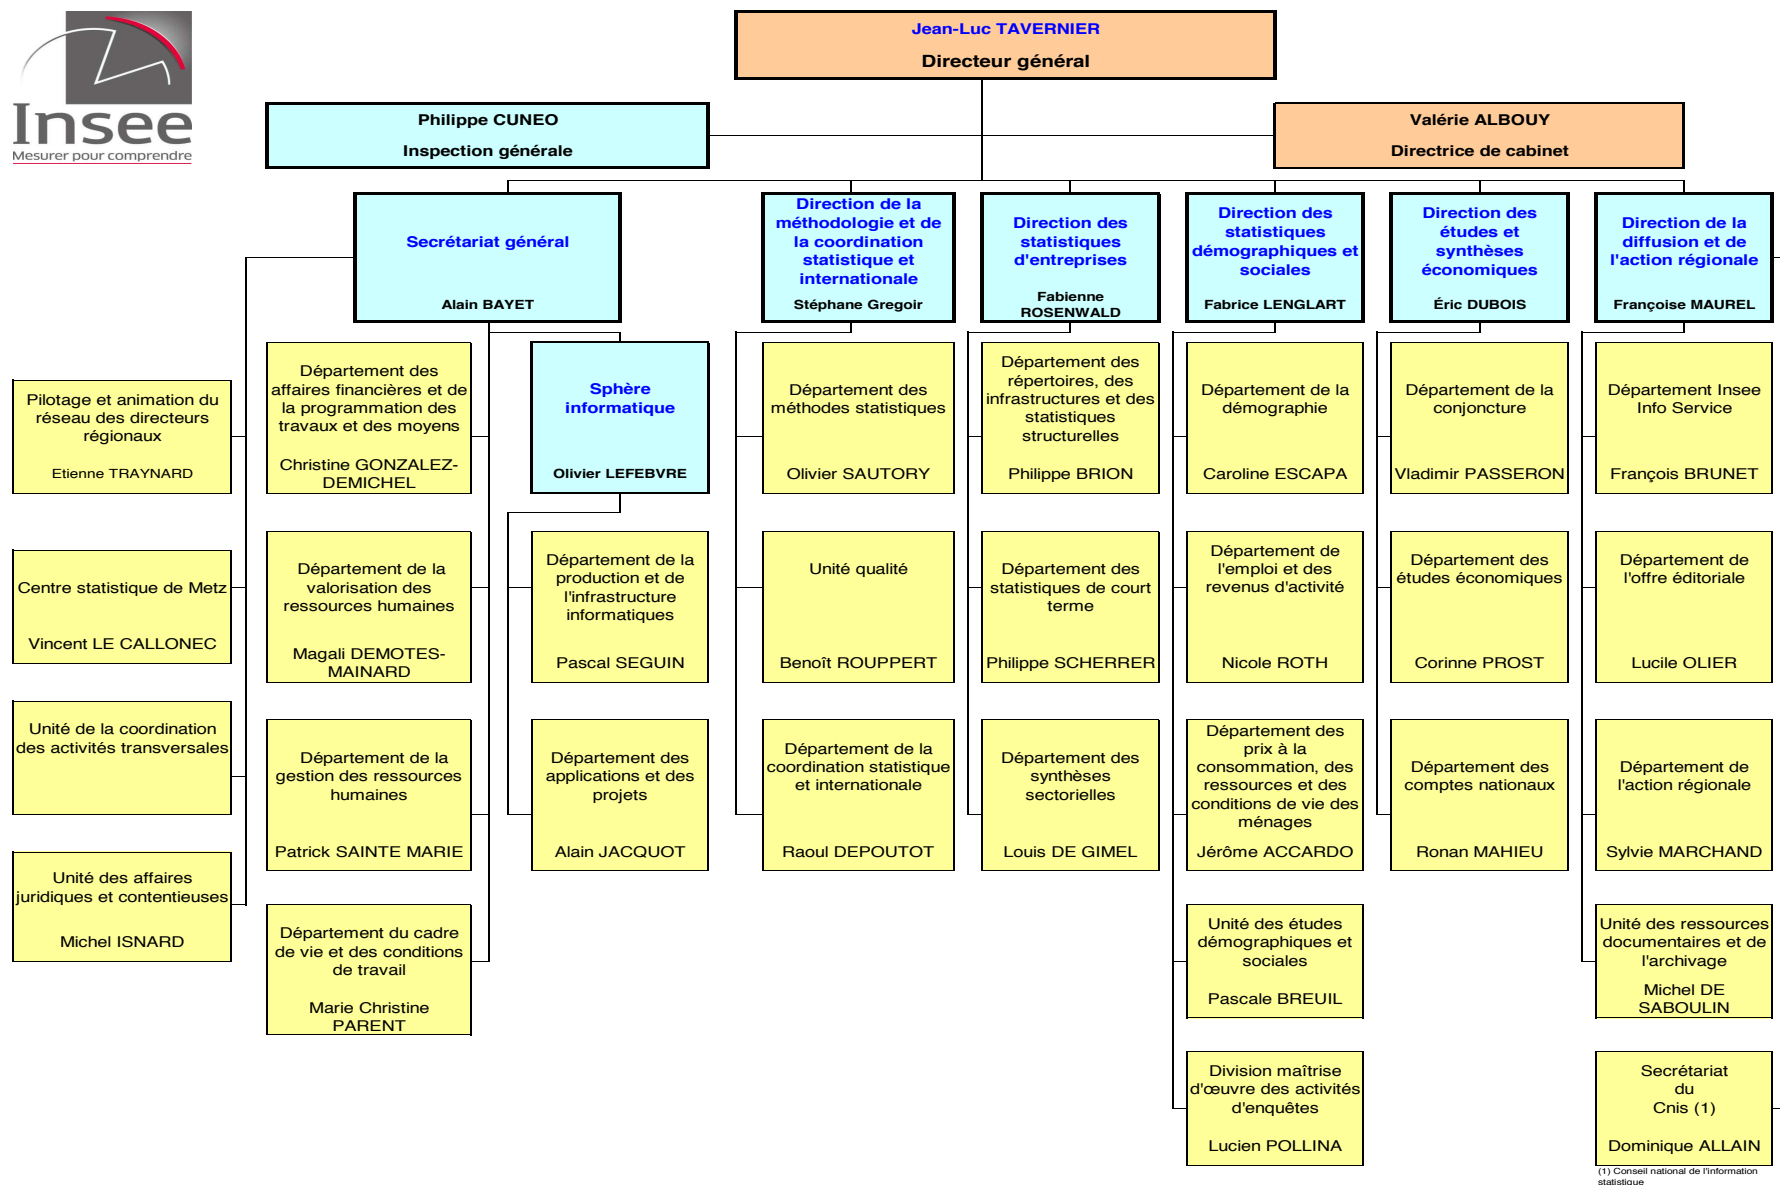 Insee
Mesurer pour comprendre
Jean-Luc TAVERNIER
Directeur général
Philippe CUNEO
Inspection générale
Valérie ALBOUY
Directrice de cabinet
Secrétariat général
Alain BAYET
Direction de la
méthodologie et de
la coordination
statistique et
internationale
Stéphane Gregoir
Direction des
statistiques
d'entreprises
Fabienne
ROSENWALD
Direction des
statistiques
démographiques et
sociales
Fabrice LENGLART
Direction des
études et
synthèses
économiques
Éric DUBOIS
Direction de la
diffusion et de
l'action régionale
Françoise MAUREL
Pilotage et animation du
réseau des directeurs
régionaux
Etienne TRAYNARD
Centre statistique de Metz
Vincent LE CALLONEC
Unité de la coordination
des activités transversales
Unité des affaires
juridiques et contentieuses
Michel ISNARD
Département des
affaires financières et de
la programmation des
travaux et des moyens
Christine GONZALEZ-
DEMICHEL
Département de la
valorisation des
ressources humaines
Magali DEMOTES-
MAINARD
Département de la
gestion des ressources
humaines
Patrick SAINTE MARIE
Département du cadre
de vie et des conditions
de travail
Marie Christine
PARENT
Sphère
informatique
Olivier LEFEBVRE
Département de la
production et de
l'infrastructure
informatiques
Pascal SEGUIN
Département des
applications et des
projets
Alain JACQUOT
Département des
méthodes statistiques
Olivier SAUTORY
Unité qualité
Benoît ROUPPERT
Département de la
coordination statistique
et internationale
Raoul DEPOUTOT
Département des
répertoires, des
infrastructures et des
statistiques
structurelles
Philippe BRION
Département des
statistiques de court
terme
Philippe SCHERRER
Département des
synthèses
sectorielles
Louis DE GIMEL
Département de la
démographie
Caroline ESCAPA
Département de
l'emploi et des
revenus d'activité
Nicole ROTH
Département des
prix à la
consommation, des
ressources et des
conditions de vie des
ménages
Jérôme ACCARDO
Unité des études
démographiques et
sociales
Pascale BREUIL
Division maîtrise
d'œuvre des activités
d'enquêtes
Lucien POLLINA
Département de la
conjoncture
Vladimir PASSERON
Département des
études économiques
Corinne PROST
Département des
comptes nationaux
Ronan MAHIEU
Département Insee
Info Service
François BRUNET
Département de
l'offre éditoriale
Lucile OLIER
Département de
l'action régionale
Sylvie MARCHAND
Unité des ressources
documentaires et de
l'archivage
Michel DE
SABOULIN
Secrétariat
du
Cnis (1)
Dominique ALLAIN
(1) Conseil national de l'information
statistique